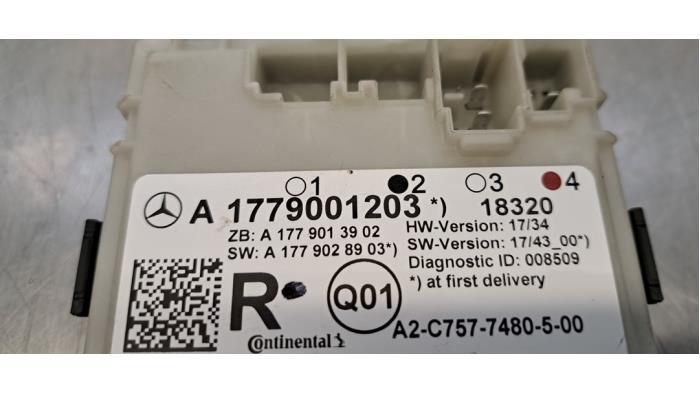 1 2 3 4
A 1779001203 *) 18320
ZB: A 177 901 39 02
SW: A 177 902 89 03*)
HW-Version: 17/34
SW-Version: 17/43_00*)
Diagnostic ID: 008509
*) at first delivery
R
Q01
Continental
A2-C757-7480-5-00